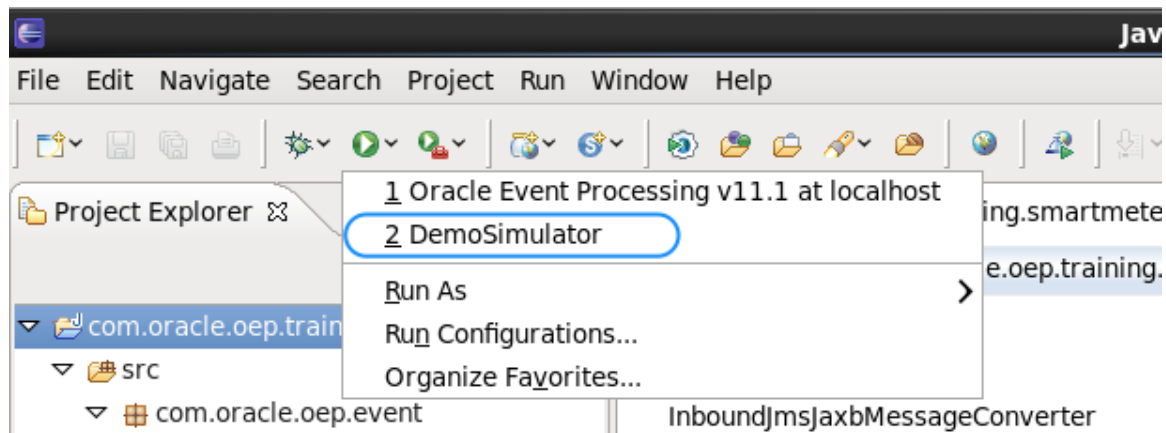 Jav
File Edit Navigate Search Project Run Window Help
Project Explorer
1 Oracle Event Processing v11.1 at localhost
ing.smartmete
2 DemoSimulator
e.oep.training.
Run As
com.oracle.oep.train
Run Configurations...
src
Organize Favorites...
com.oracle.oep.event
InboundJmsJaxbMessageConverter